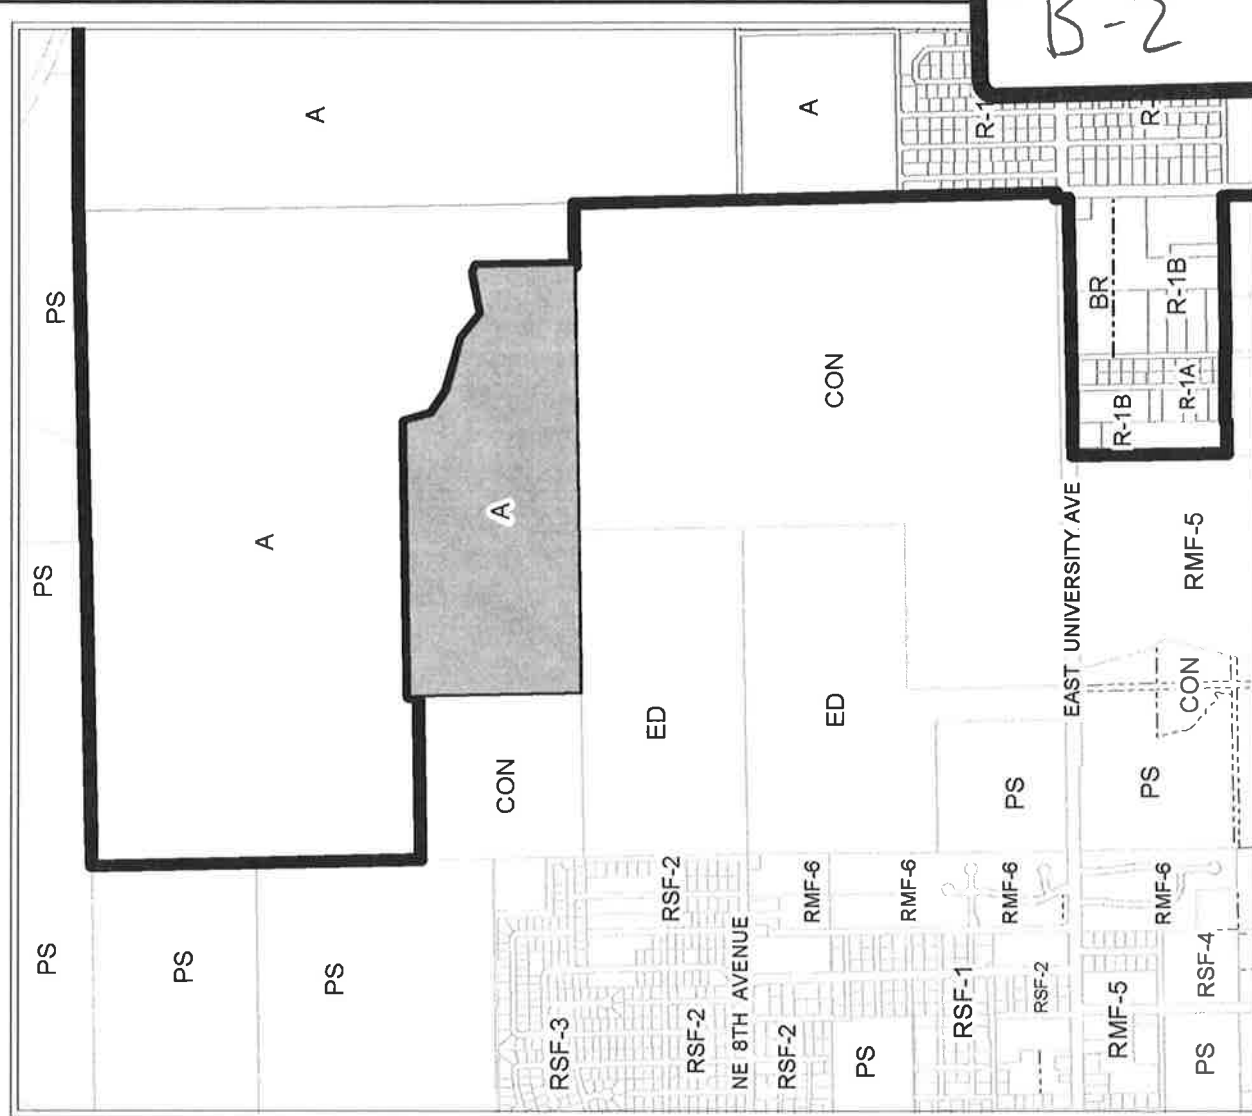 B-2
A
A
R-1
R-
PS
BR
R-1B
CON
R-1A
R-1B
A
A
PS
RMF-5
EAST UNIVERSITY AVE
CON
ED
ED
CON
PS
PS
RSF-2
RMF-6
RMF-6
RMF-6
RMF-6
PS
PS
PS
NE 8TH AVENUE
RSF-3
RSF-2
RSF-2
PS
RSF-1
RSF-2
RMF-5
RSF-4
PS